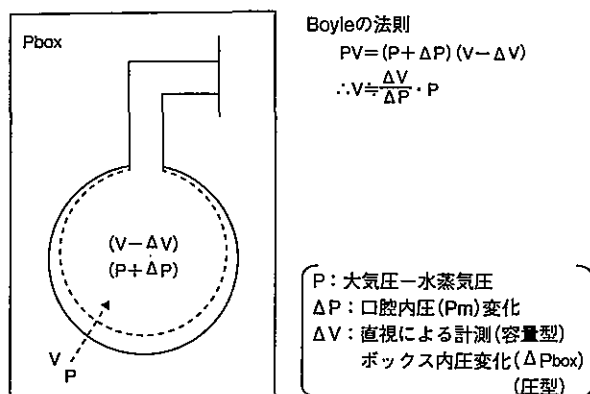 Pbox
(V−ΔV)
(P+ΔP)
V
P
Boyleの法則
PV=(P+ΔP)(V−ΔV)
∴V≒ΔV/ΔP・P
P：大気圧−水蒸気圧
ΔP：口腔内圧(Pm)変化
ΔV：直視による計測(容量型)
ボックス内圧変化(ΔPbox)
(圧型)